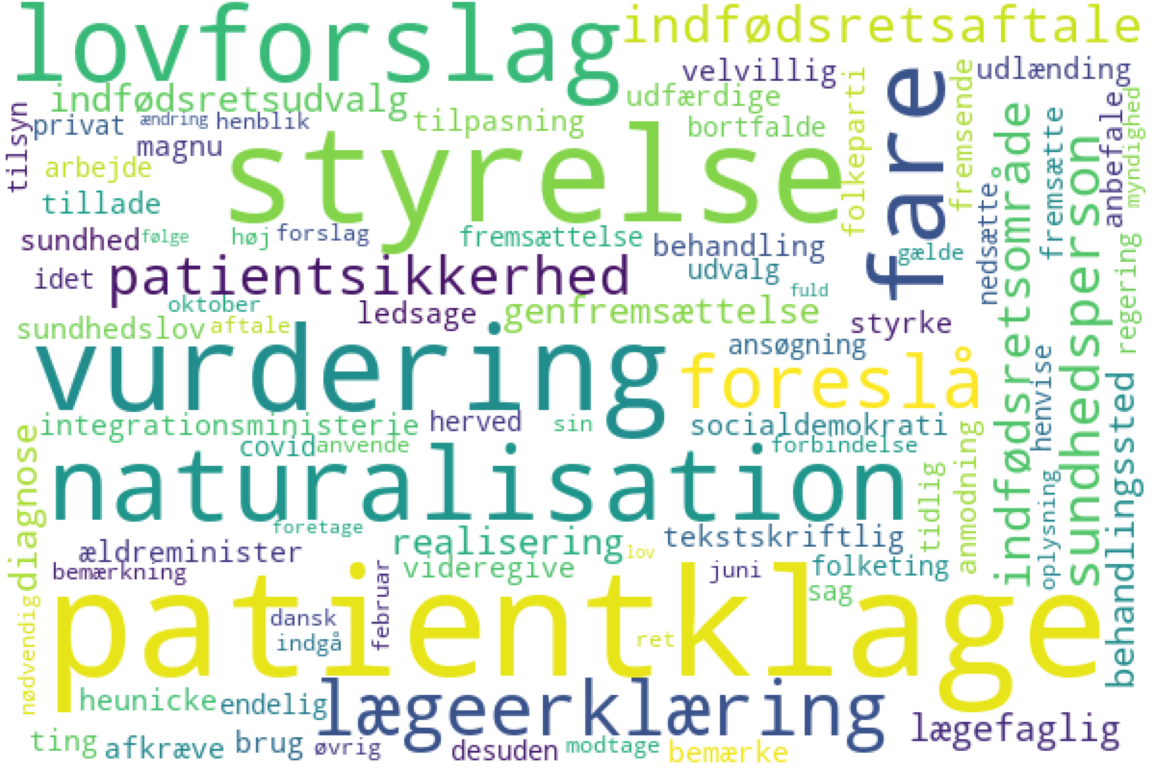 lovforslag
indfødsretsaftale
velvillig
udlænding
indfødsretsudvalg
udfærdige
folkeparti
fare
fremsende
tilsyn
privat
ændring
henblik
tilpasning
bortfalde
magnu
styrelse
arbejde
indfødsretsområde
fremsætte
sundhedsperson
anbefale
myndighed
tillade
sundhed
følge
høj
forslag
fremsættelse
behandling
gælde
nedsætte
regering
idet
patientsikkerhed
udvalg
fuld
oktober
ledsage
genfremsættelse
styrke
sundhedslov
aftale
vurdering
ansøgning
foreslå
henvise
behandlingssted
integrationsministerie
herved
sin
socialdemokrati
covid
anvende
forbindelse
diagnose
naturalisation
tidlig
anmodning
oplysning
foretage
ældreminister
realisering
lov
tekstskriftlig
bemærkning
videregive
juni
folketing
patientklage
februar
sag
nødvendig
dansk
indgå
ret
heunicke
endelig
lægeerklæring
lægefaglig
ting
afkræve
brug
øvrig
desuden
modtage
bemærke